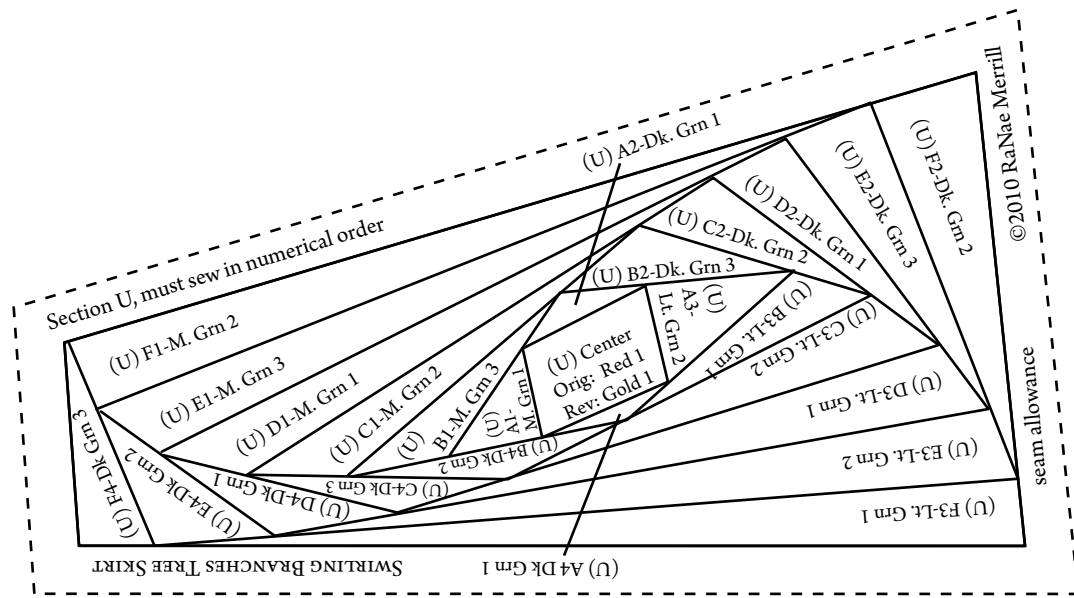 (U) A2-Dk. Grn 1
Section U, must sew in numerical order
©2010 RaNae Merrill
(U) F2-Dk. Grn 2
(U) E2-Dk. Grn 3
(U) D2-Dk. Grn 1
(U) C2-Dk. Grn 2
(U) B2-Dk. Grn 3
(U)
A3-
Lt. Grn 2
(U) F1-M. Grn 2
(U) E1-M. Grn 3
(U) D1-M. Grn 1
(U) C1-M. Grn 2
(U)
B1-M. Grn 3
(U)
A1-
M. Grn 1
(U) Center
Orig: Red 1
Rev: Gold 1
(U) B3-Lt. Grn 1
(U) C3-Lt. Grn 2
(U) D3-Lt. Grn 1
(U) E3-Lt. Grn 2
(U) F3-Lt. Grn 1
seam allowance
(U) F4-Dk Grn 3
(U) E4-Dk Grn 2
(U) D4-Dk Grn 1
(U) C4-Dk Grn 3
(U) B4-Dk Grn 2
(U) A4 Dk Grn 1
Swirling Branches Tree Skirt